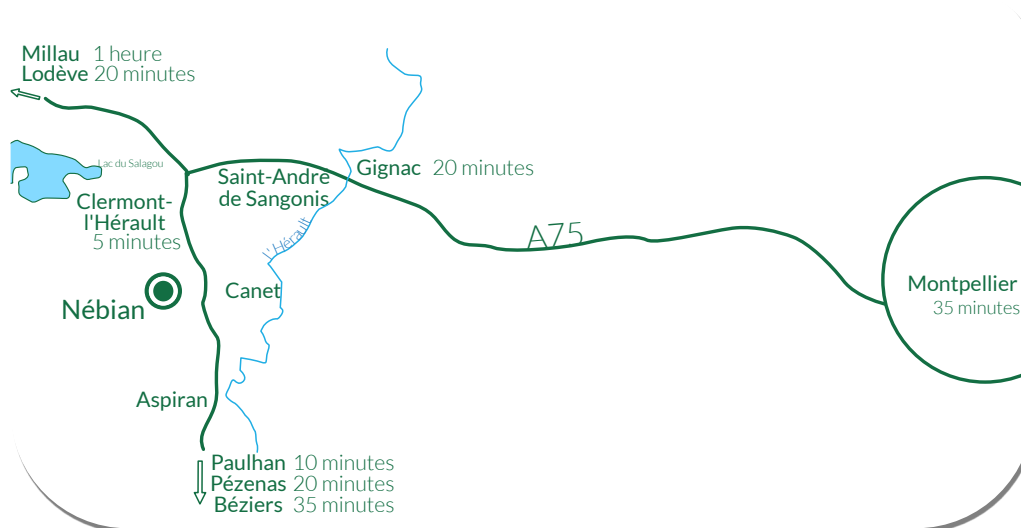 Millau 1 heure
Lodève 20 minutes
Lac du Salagou
Gignac 20 minutes
Saint-André
de Sangonis
Clermont-
l'Hérault
5 minutes
L'Hérault
A75
Canet
Nébian
Montpellier
35 minutes
Aspiran
Paulhan 10 minutes
Pézenas 20 minutes
Béziers 35 minutes